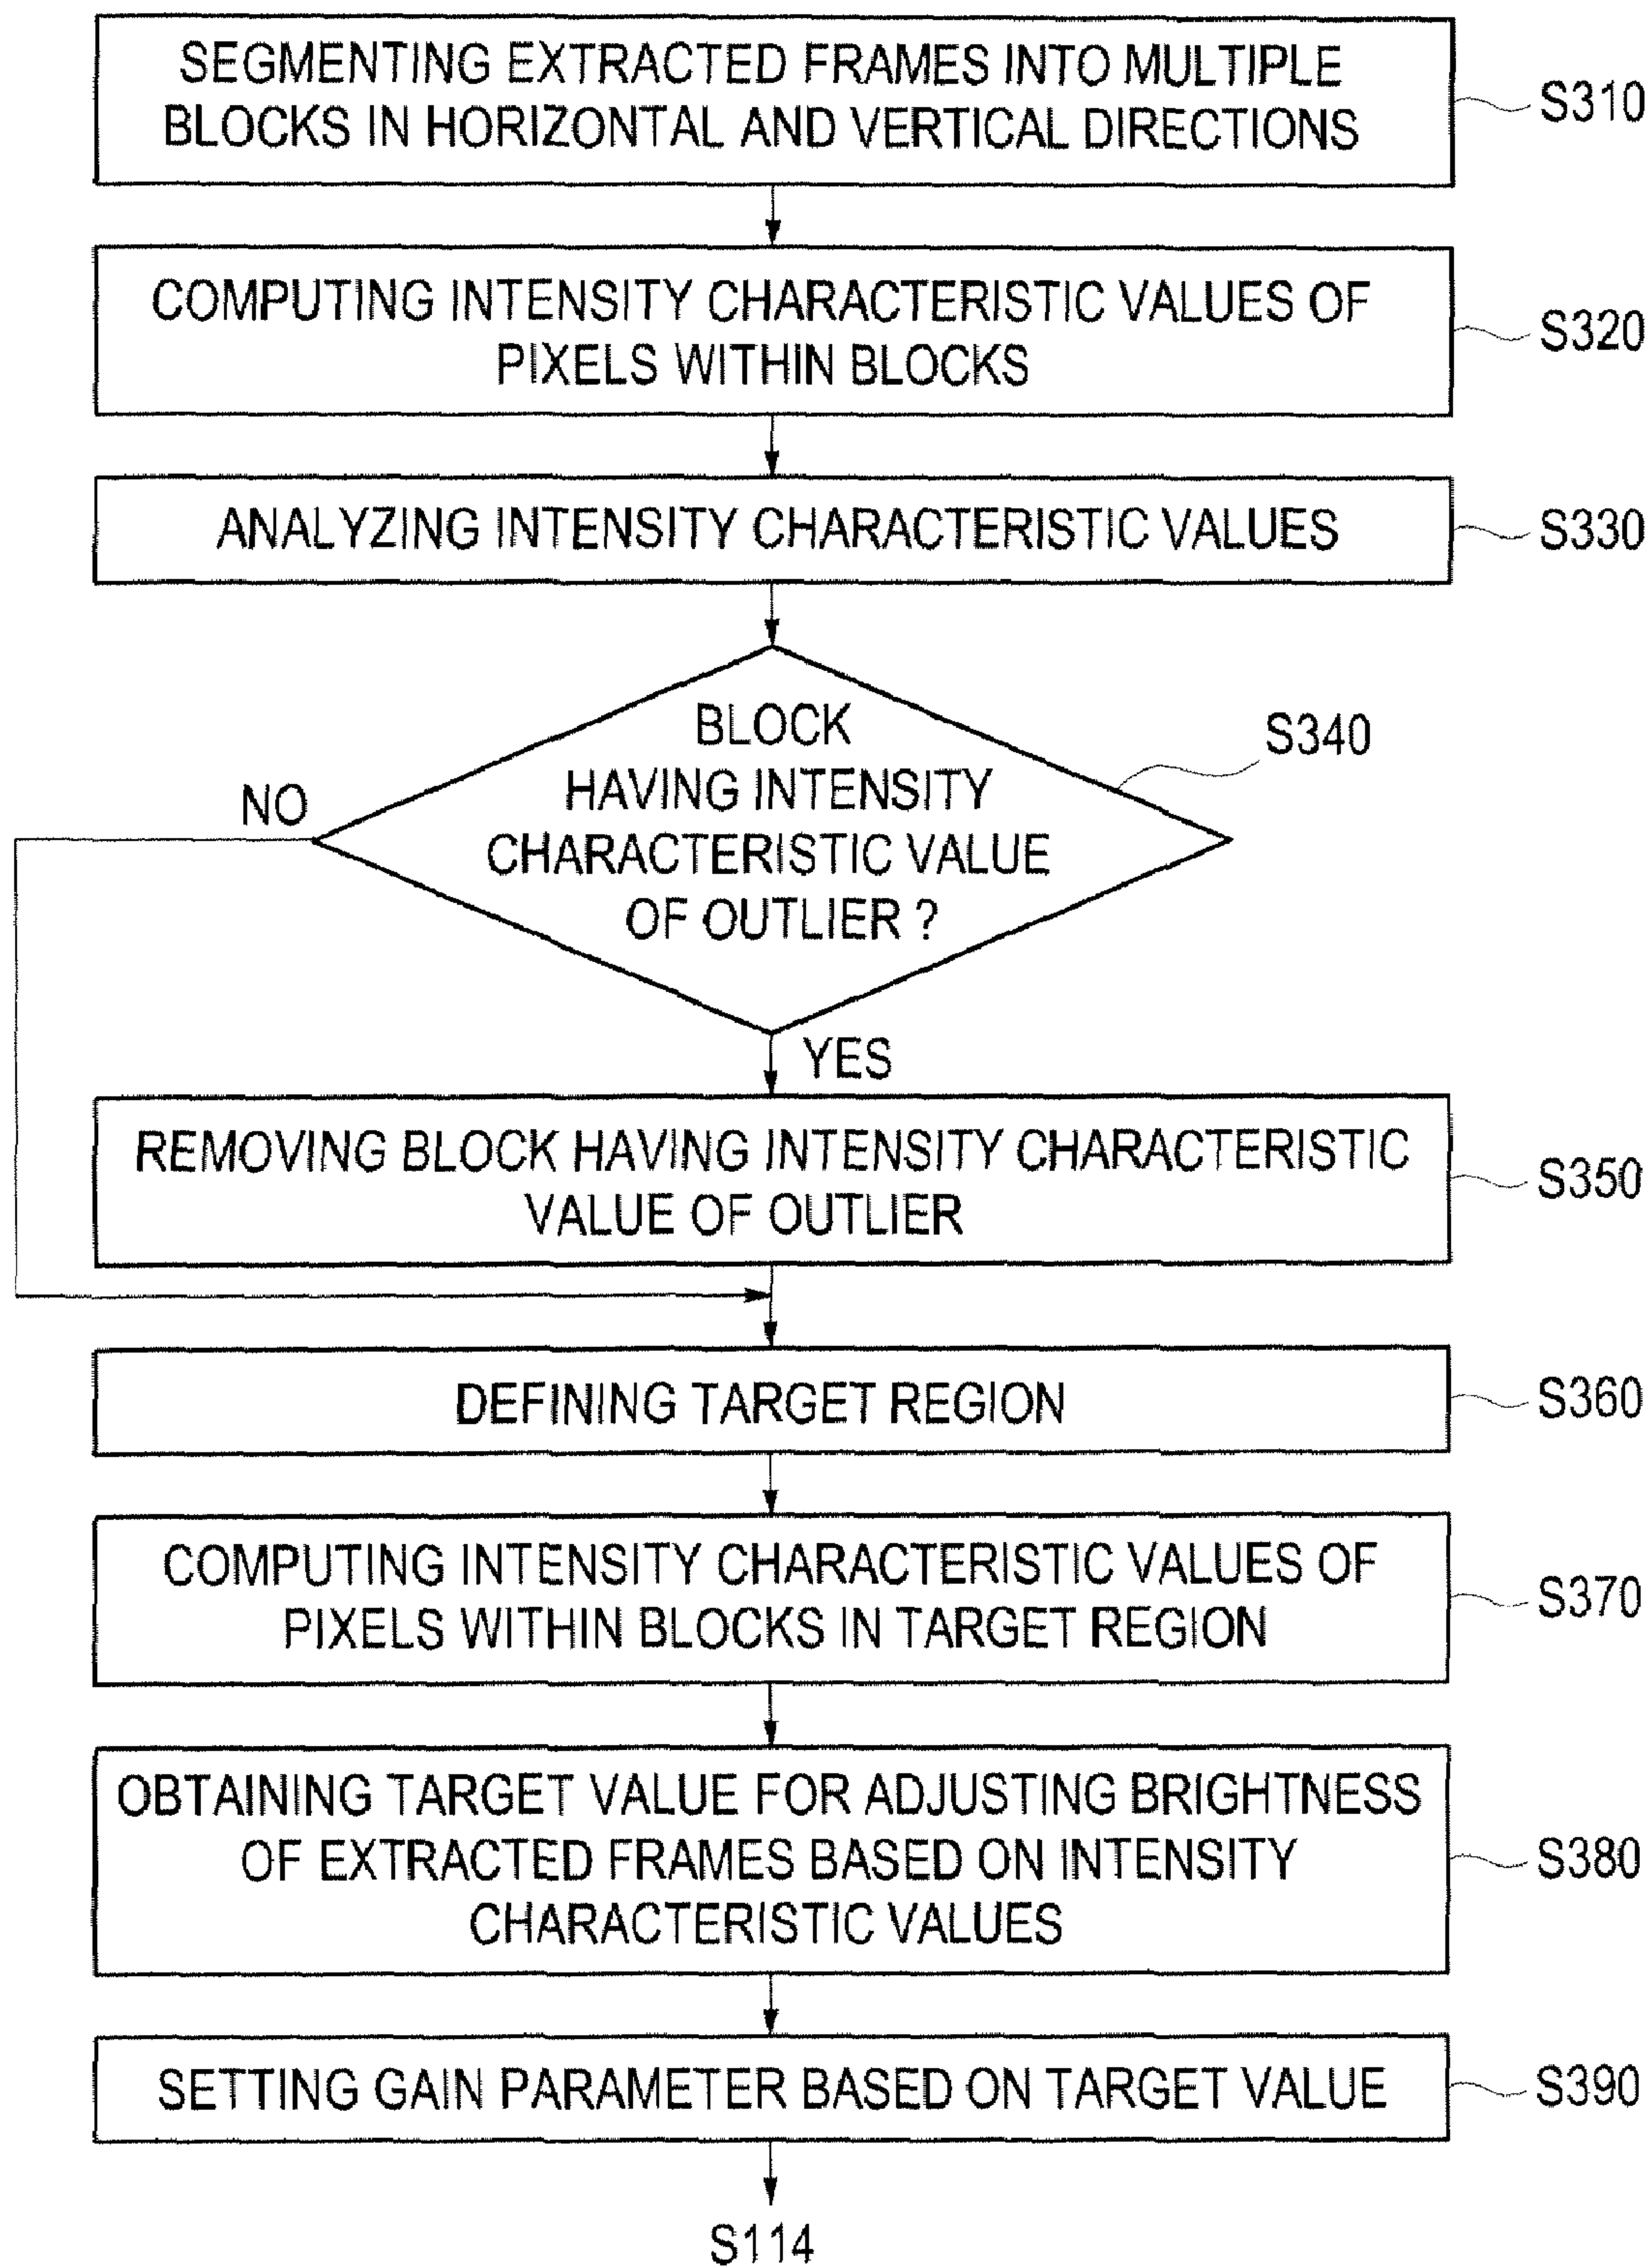 SEGMENTING EXTRACTED FRAMES INTO MULTIPLE
BLOCKS IN HORIZONTAL AND VERTICAL DIRECTIONS
S310
COMPUTING INTENSITY CHARACTERISTIC VALUES OF
PIXELS WITHIN BLOCKS
S320
ANALYZING INTENSITY CHARACTERISTIC VALUES
S330
BLOCK
HAVING INTENSITY
CHARACTERISTIC VALUE
OF OUTLIER ?
S340
NO
YES
REMOVING BLOCK HAVING INTENSITY CHARACTERISTIC
VALUE OF OUTLIER
S350
DEFINING TARGET REGION
S360
COMPUTING INTENSITY CHARACTERISTIC VALUES OF
PIXELS WITHIN BLOCKS IN TARGET REGION
S370
OBTAINING TARGET VALUE FOR ADJUSTING BRIGHTNESS
OF EXTRACTED FRAMES BASED ON INTENSITY
CHARACTERISTIC VALUES
S380
SETTING GAIN PARAMETER BASED ON TARGET VALUE
S390
S114